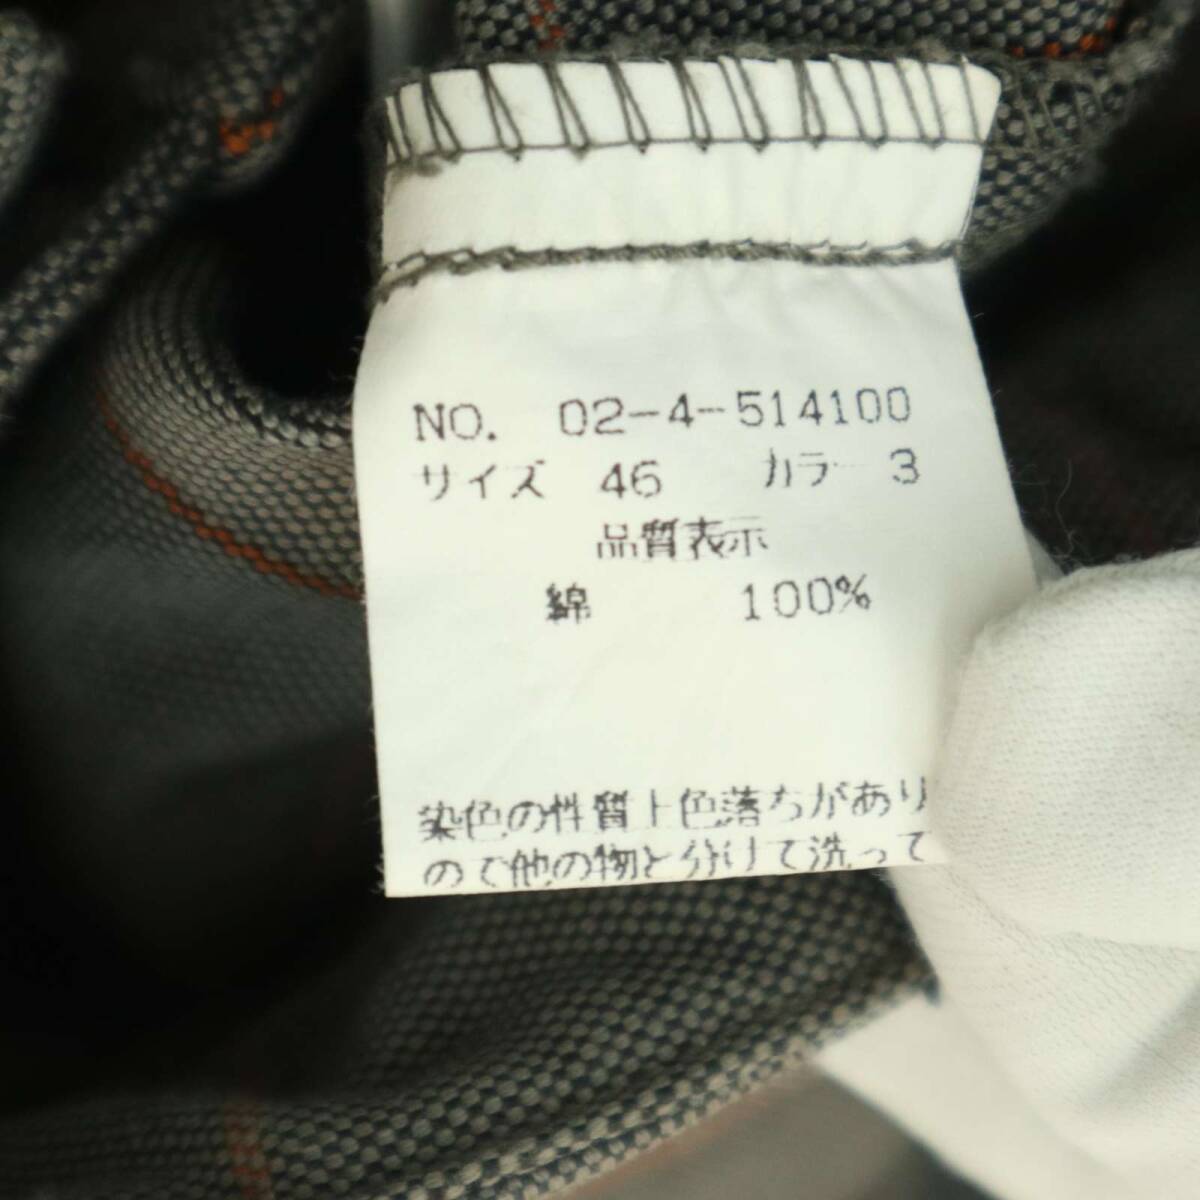 NO. 02-4-514100
サイズ 46 カラー 3
品質表示
綿 100%
染色の性質上色落ちがあり
ので他の物と分けて洗って